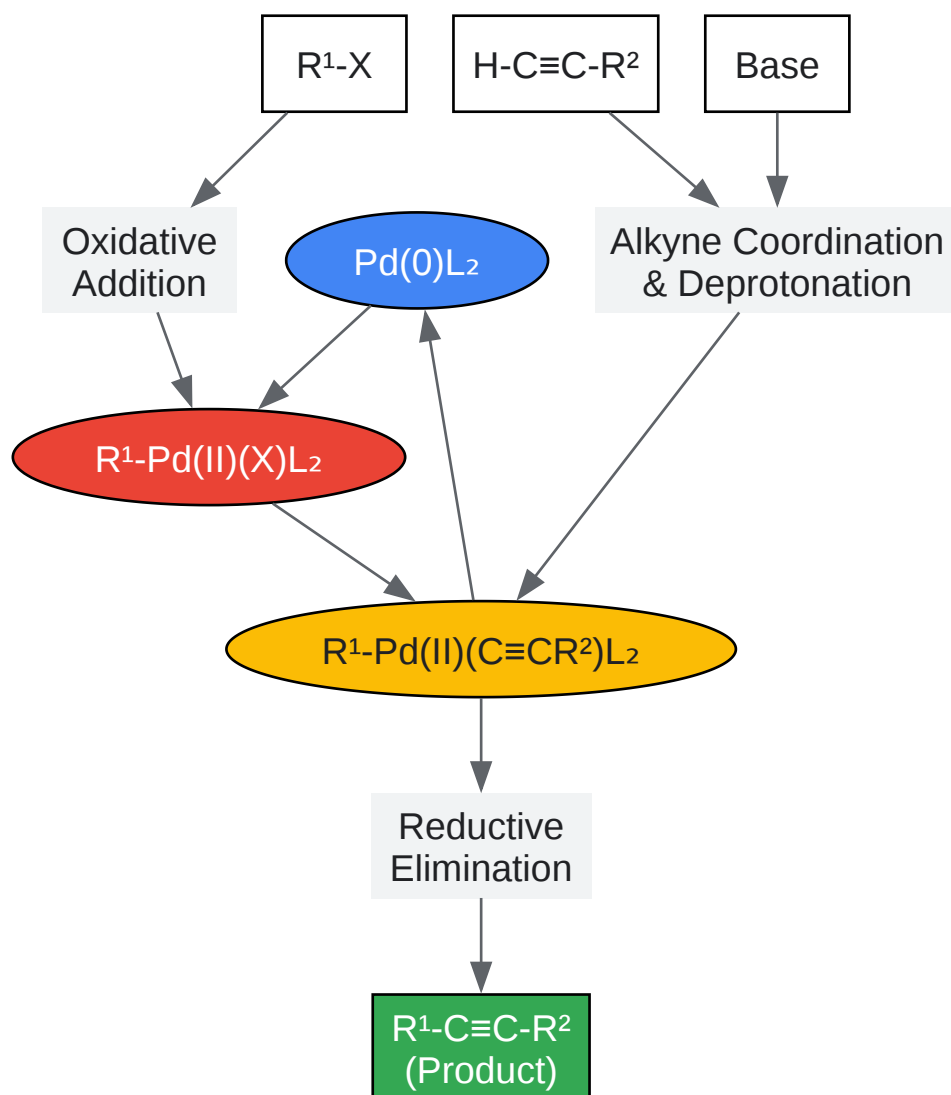 R¹-X
H-C≡C-R²
Base
Oxidative
Addition
Pd(0)L₂
Alkyne Coordination
& Deprotonation
R¹-Pd(II)(X)L₂
R¹-Pd(II)(C≡CR²)L₂
Reductive
Elimination
R¹-C≡C-R²
(Product)